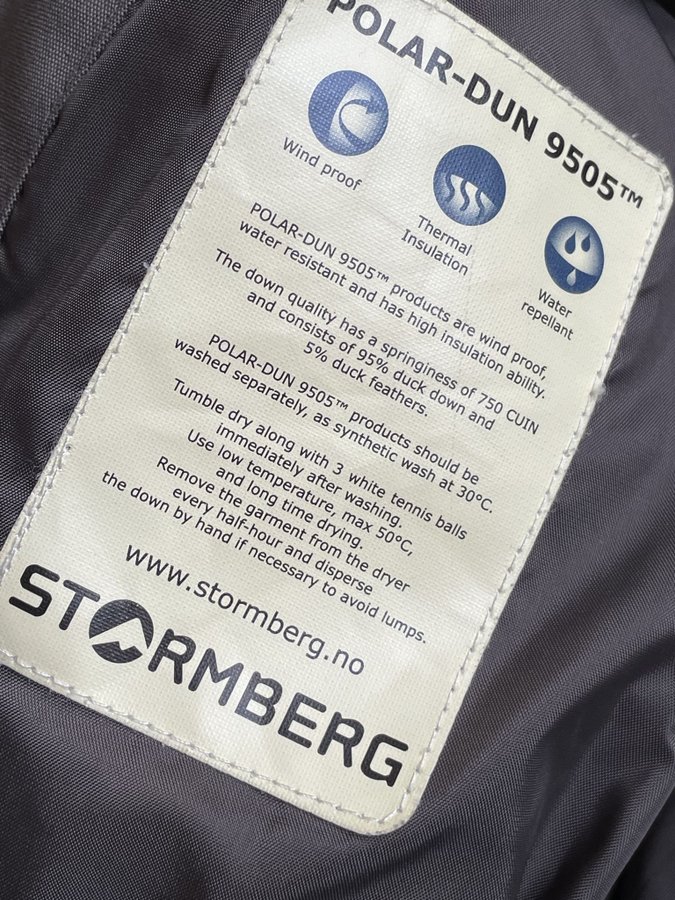 POLAR-DUN 9505™
Wind proof
Thermal
Insulation
Water
repellant
POLAR-DUN 9505™ products are wind proof,
water resistant and has high insulation ability.
The down quality has a springiness of 750 CUIN
and consists of 95% duck down and
5% duck feathers.
POLAR-DUN 9505™ products should be
washed separately, as synthetic wash at 30°C.
Tumble dry along with 3 white tennis balls
immediately after washing.
Use low temperature, max 50°C,
and long time drying.
Remove the garment from the dryer
every half-hour and disperse
the down by hand if necessary to avoid lumps.
www.stormberg.no
STORMBERG